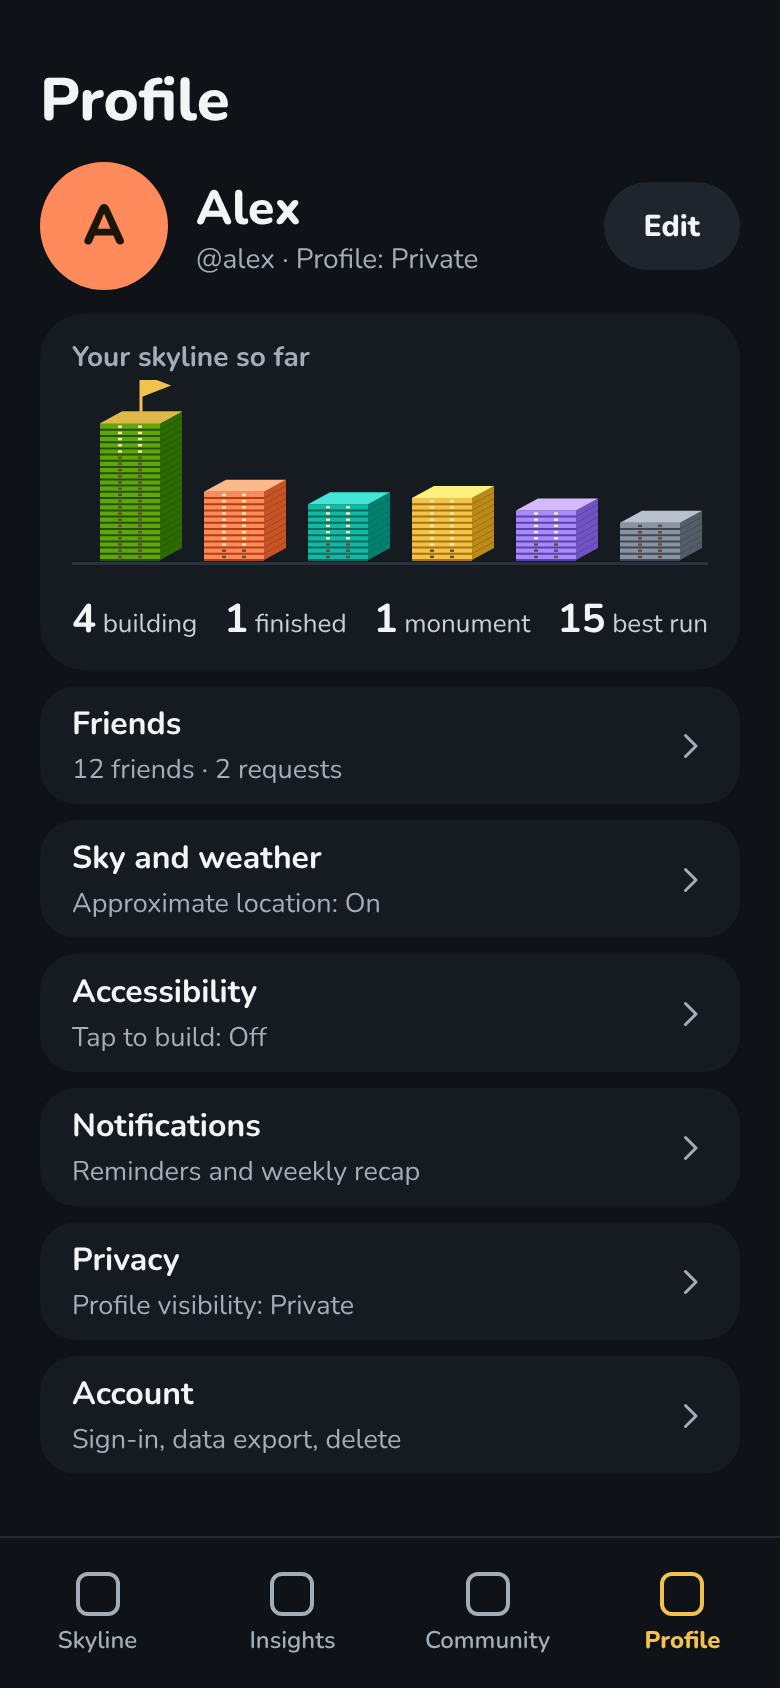 Profile
A
Alex
@alex · Profile: Private
Edit
Your skyline so far
4 building 1 finished 1 monument 15 best run
Friends
12 friends · 2 requests
Sky and weather
Approximate location: On
Accessibility
Tap to build: Off
Notifications
Reminders and weekly recap
Privacy
Profile visibility: Private
Account
Sign-in, data export, delete
Skyline Insights Community Profile